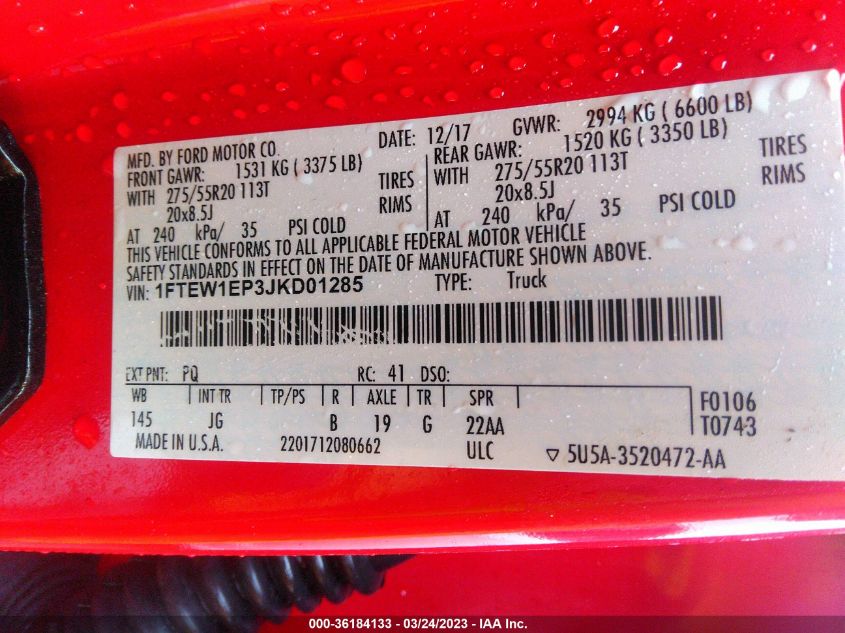 MFD. BY FORD MOTOR CO. DATE: 12/17 GVWR: 2994 KG ( 6600 LB)
FRONT GAWR: 1531 KG ( 3375 LB) REAR GAWR: 1520 KG ( 3350 LB)
WITH 275/55R20 113T TIRES WITH 275/55R20 113T TIRES
20x8.5J RIMS 20x8.5J RIMS
AT 240 kPa/ 35 PSI COLD AT 240 kPa/ 35 PSI COLD
THIS VEHICLE CONFORMS TO ALL APPLICABLE FEDERAL MOTOR VEHICLE
SAFETY STANDARDS IN EFFECT ON THE DATE OF MANUFACTURE SHOWN ABOVE.
VIN: 1FTEW1EP3JKD01285 TYPE: Truck
EXT PNT: PQ RC: 41 DSO:
WB INT TR TP/PS R AXLE TR SPR F0106
145 JG B 19 G 22AA T0743
MADE IN U.S.A. 2201712080662 ULC ▽ 5U5A-3520472-AA
000-36184133 - 03/24/2023 - IAA Inc.